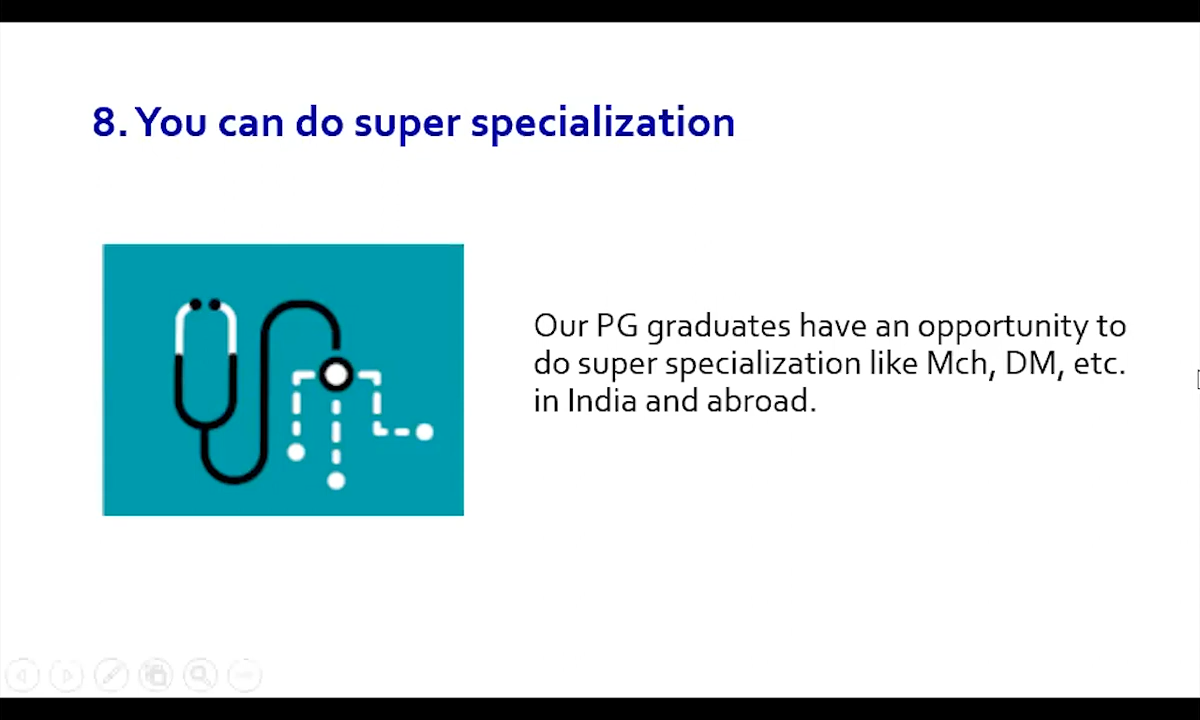 8. You can do super specialization
Our PG graduates have an opportunity to
do super specialization like Mch, DM, etc.
in India and abroad.